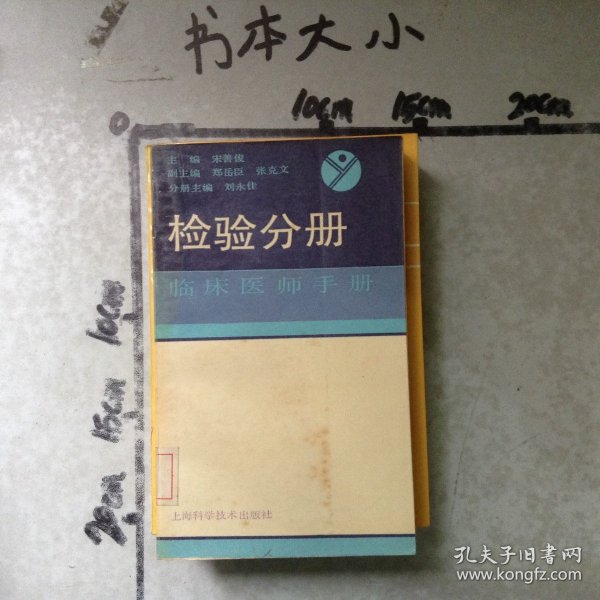 书本大小
10cm 15cm 20cm
0
主编 宋善俊
副主编 郑岳臣 张克文
分册主编 刘永佳
检验分册
临床医师手册
10cm
15cm
20cm
上海科学技术出版社
孔夫子旧书网
www.kongfz.com